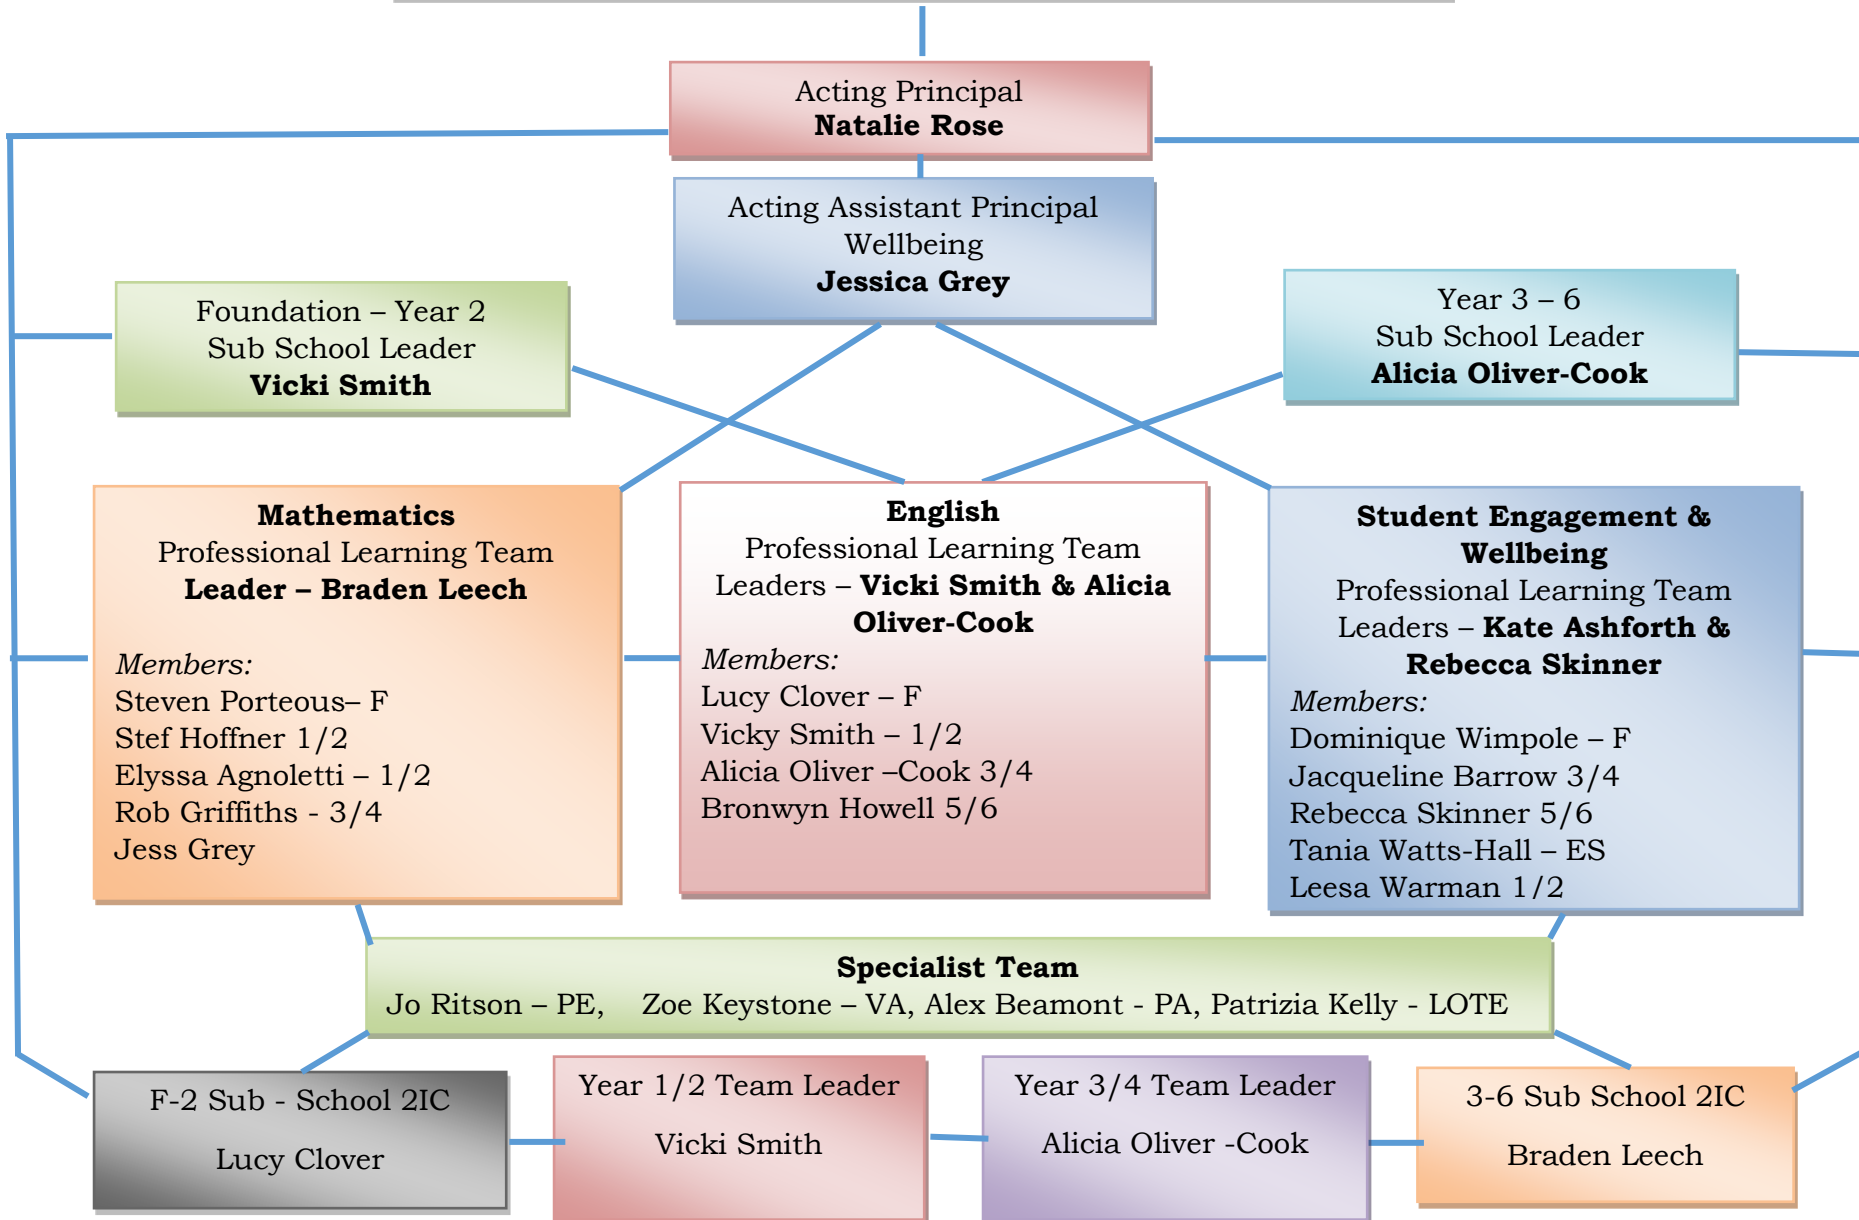 Acting Principal
Natalie Rose
Acting Assistant Principal
Wellbeing
Jessica Grey
Foundation – Year 2
Sub School Leader
Vicki Smith
Year 3 – 6
Sub School Leader
Alicia Oliver-Cook
Mathematics
Professional Learning Team
Leader – Braden Leech
Members:
Steven Porteous– F
Stef Hoffner 1/2
Elyssa Agnoletti – 1/2
Rob Griffiths - 3/4
Jess Grey
English
Professional Learning Team
Leaders – Vicki Smith & Alicia
Oliver-Cook
Members:
Lucy Clover – F
Vicky Smith – 1/2
Alicia Oliver –Cook 3/4
Bronwyn Howell 5/6
Student Engagement &
Wellbeing
Professional Learning Team
Leaders – Kate Ashforth &
Rebecca Skinner
Members:
Dominique Wimpole – F
Jacqueline Barrow 3/4
Rebecca Skinner 5/6
Tania Watts-Hall – ES
Leesa Warman 1/2
Specialist Team
Jo Ritson – PE, Zoe Keystone – VA, Alex Beamont - PA, Patrizia Kelly - LOTE
F-2 Sub - School 2IC
Lucy Clover
Year 1/2 Team Leader
Vicki Smith
Year 3/4 Team Leader
Alicia Oliver -Cook
3-6 Sub School 2IC
Braden Leech